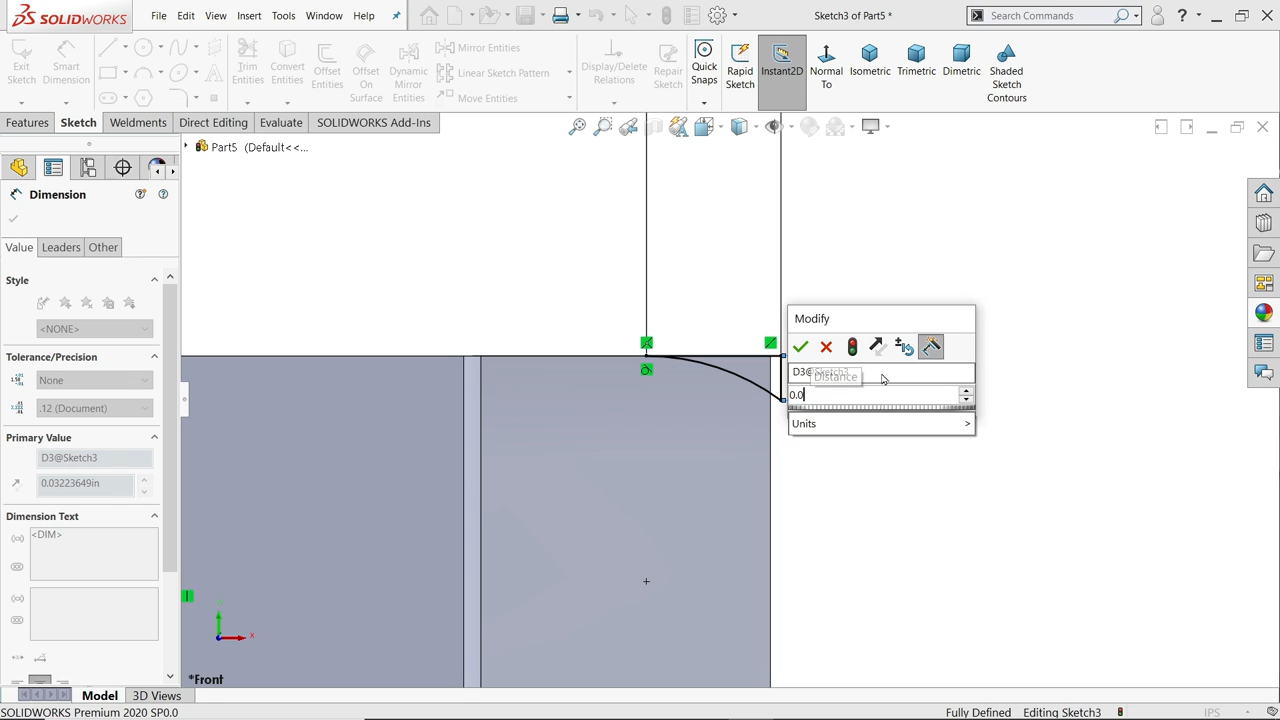 SOLIDWORKS
File Edit View Insert Tools Window Help
Sketch3 of Part5 *
Search Commands
?
Exit Sketch
Smart Dimension
Trim Entities
Convert Entities
Offset Entities
Offset On Surface
Dynamic Mirror Entities
Mirror Entities
Linear Sketch Pattern
Move Entities
Display/Delete Relations
Repair Sketch
Quick Snaps
Rapid Sketch
Instant2D
Normal To
Isometric
Trimetric
Dimetric
Shaded Sketch Contours
Features Sketch Weldments Direct Editing Evaluate SOLIDWORKS Add-Ins
Part5 (Default<<...
Dimension
Value Leaders Other
Style
<NONE>
Tolerance/Precision
None
.12 (Document)
Primary Value
D3@Sketch3
0.03223649in
Dimension Text
<DIM>
Modify
D3@Sketch3
Distance
0.0
Units >
x
*Front
Model 3D Views
SOLIDWORKS Premium 2020 SP0.0
Fully Defined Editing Sketch3 IPS